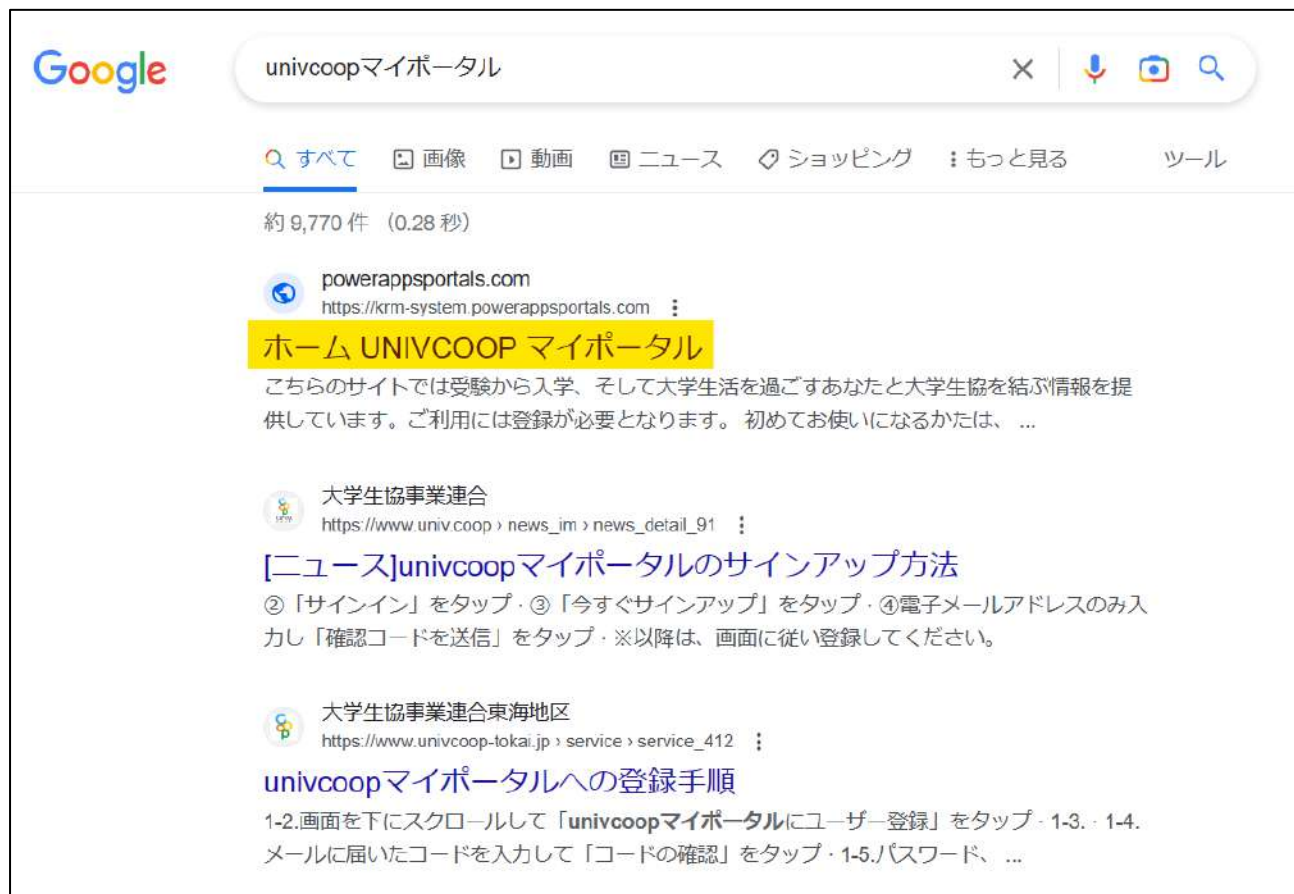 Google
univcoopマイポータル
すべて 画像 動画 ニュース ショッピング もっと見る ツール
約 9,770 件 （0.28 秒）
powerappsportals.com
https://krm-system.powerappsportals.com
ホーム UNIVCOOP マイポータル
こちらのサイトでは受験から入学、そして大学生活を過ごすあなたと大学生協を結ぶ情報を提
供しています。ご利用には登録が必要となります。 初めてお使いになるかたは、 ...
大学生協事業連合
https://www.univ.coop › news_im › news_detail_91
[ニュース]univcoopマイポータルのサインアップ方法
②「サインイン」をタップ · ③「今すぐサインアップ」をタップ · ④電子メールアドレスのみ入
力し「確認コードを送信」をタップ · ※以降は、画面に従い登録してください。
大学生協事業連合東海地区
https://www.univcoop-tokai.jp › service › service_412
univcoopマイポータルへの登録手順
1-2.画面を下にスクロールして「univcoopマイポータルにユーザー登録」をタップ · 1-3. · 1-4.
メールに届いたコードを入力して「コードの確認」をタップ · 1-5.パスワード、 ...